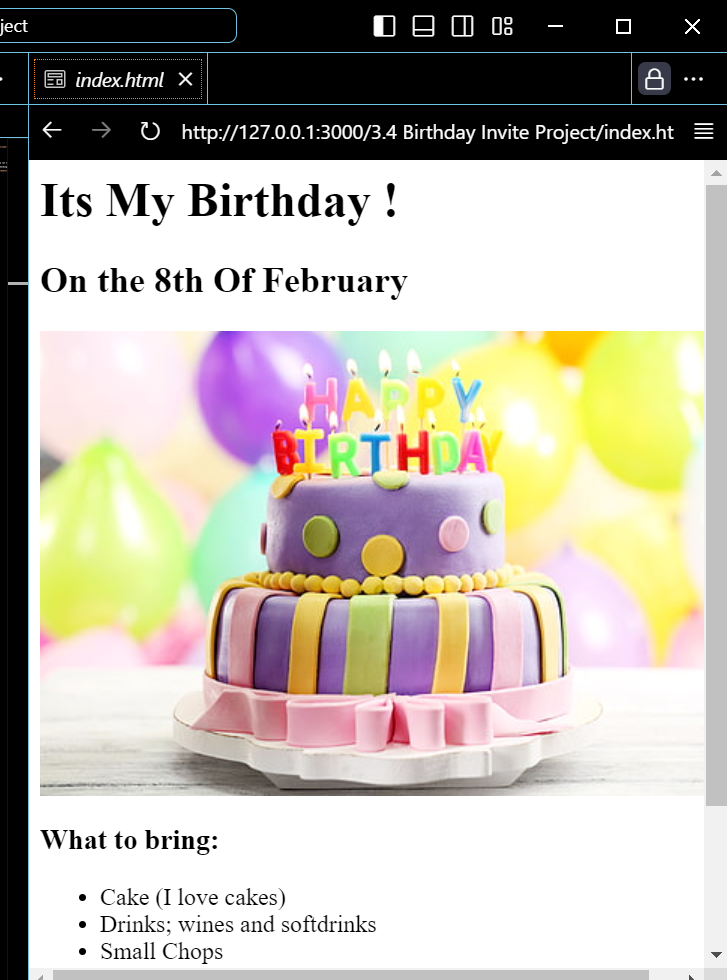 ject
index.html
http://127.0.0.1:3000/3.4 Birthday Invite Project/index.ht
Its My Birthday !
On the 8th Of February
HAPPY
BIRTHDAY
What to bring:
Cake (I love cakes)
Drinks; wines and softdrinks
Small Chops